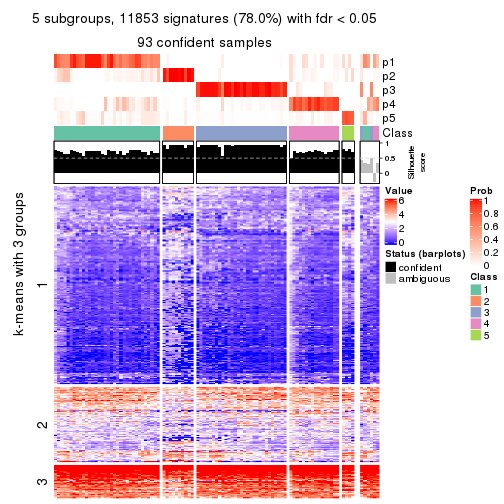 5 subgroups, 11853 signatures (78.0%) with fdr < 0.05
93 confident samples
p1
p2
p3
p4
p5
Class
1
0.5
0
Silhouette
score
k-means with 3 groups
1
2
3
Value
6
4
2
0
Status (barplots)
confident
ambiguous
Prob
1
0.8
0.6
0.4
0.2
0
Class
1
2
3
4
5